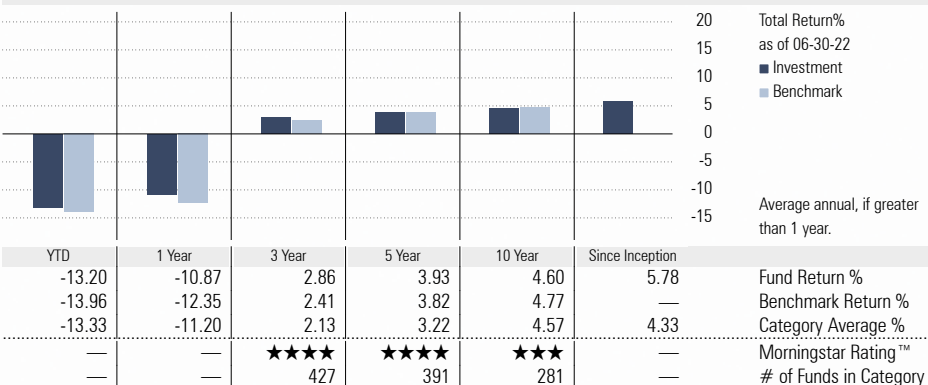 20
15
10
5
0
-5
-10
-15
Total Return%
as of 06-30-22
■ Investment
■ Benchmark
Average annual, if greater
than 1 year.
YTD 1 Year 3 Year 5 Year 10 Year Since Inception
-13.20 -10.87 2.86 3.93 4.60 5.78 Fund Return %
-13.96 -12.35 2.41 3.82 4.77 — Benchmark Return %
-13.33 -11.20 2.13 3.22 4.57 4.33 Category Average %
— — ★★★★ ★★★★ ★★★ — Morningstar Rating™
— — 427 391 281 — # of Funds in Category